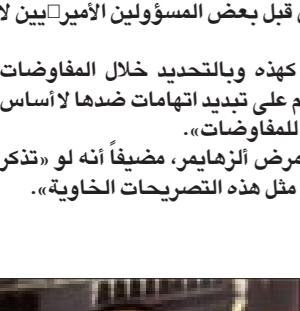 قبل بعض المسؤولين الأمير□يين لا
كهذه وبالتحديد خلال المفاوضات
على تبديد اتهامات ضدها لا أساس
للمفاوضات».
مرض ألزهايمر، مضيفاً أنه لو «تذكر
مثل هذه التصريحات الخاوية».